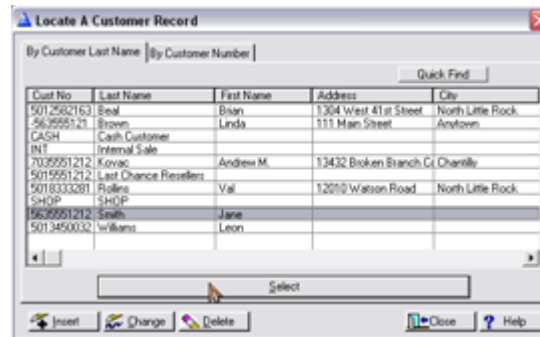 Locate A Customer Record
By Customer Last Name By Customer Number
Quick Find
Cust No Last Name First Name Address City
5012582163 Beal Brian 1304 West 41st Street North Little Rock
-563555121 Brown Linda 111 Main Street Anytown
CASH Cash Customer
INT Internal Sale
7035551212 Kovac Andrew M. 13432 Broken Branch Chantilly
5015551212 Last Chance Resellers
5018333281 Rollins Val 12010 Watson Road North Little Rock
SHOP SHOP
5635551212 Smith Jane
5013450032 Williams Leon
Select
Insert Change Delete Close Help